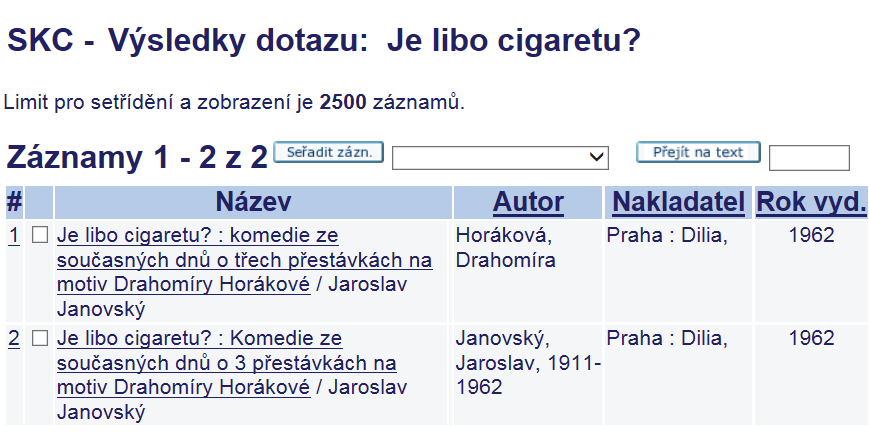 SKC - Výsledky dotazu: Je libo cigaretu?
Limit pro setřídění a zobrazení je 2500 záznamů.
Záznamy 1 - 2 z 2 Seřadit zázn. Přejít na text
# Název Autor Nakladatel Rok vyd.
1 Je libo cigaretu? : komedie ze Horáková, Praha : Dilia, 1962
současných dnů o třech přestávkách na Drahomíra
motiv Drahomíry Horákové / Jaroslav
Janovský
2 Je libo cigaretu? : Komedie ze Janovský, Praha : Dilia, 1962
současných dnů o 3 přestávkách na Jaroslav, 1911-
motiv Drahomíry Horákové / Jaroslav 1962
Janovský